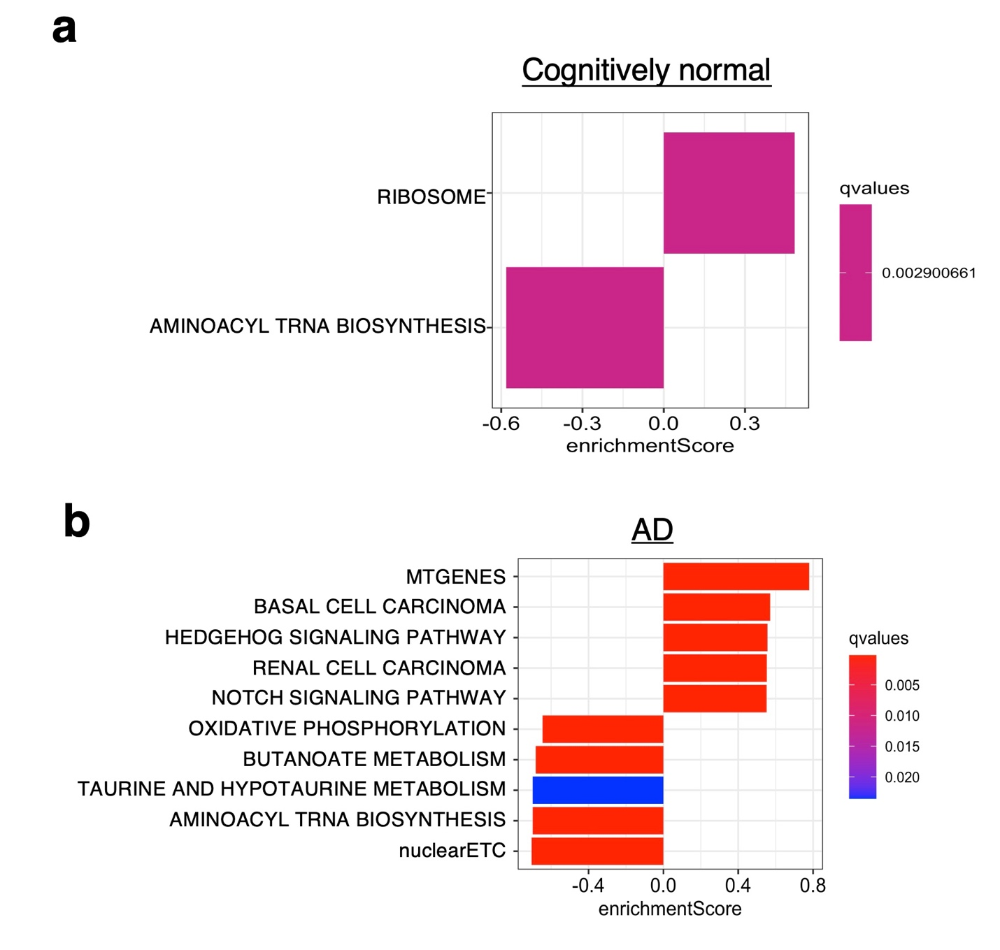 a
Cognitively normal
RIBOSOME
AMINOACYL TRNA BIOSYNTHESIS
-0.6 -0.3 0.0 0.3
enrichmentScore
qvalues
0.002900661
b
AD
MTGENES
BASAL CELL CARCINOMA
HEDGEHOG SIGNALING PATHWAY
RENAL CELL CARCINOMA
NOTCH SIGNALING PATHWAY
OXIDATIVE PHOSPHORYLATION
BUTANOATE METABOLISM
TAURINE AND HYPOTAURINE METABOLISM
AMINOACYL TRNA BIOSYNTHESIS
nuclearETC
-0.4 0.0 0.4 0.8
enrichmentScore
qvalues
0.005
0.010
0.015
0.020